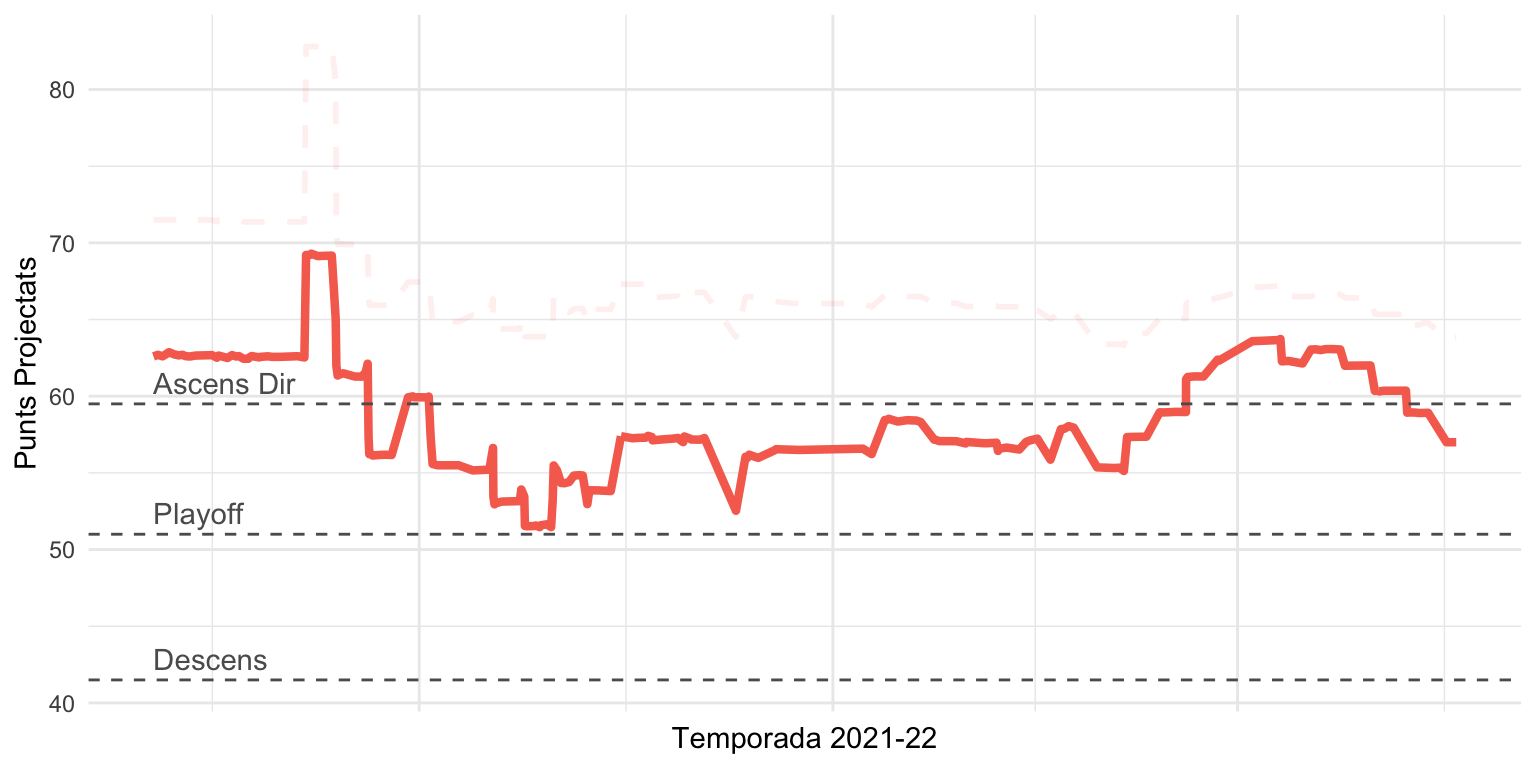 80
70
60
50
40
Punts Projectats
Ascens Dir
Playoff
Descens
Temporada 2021-22